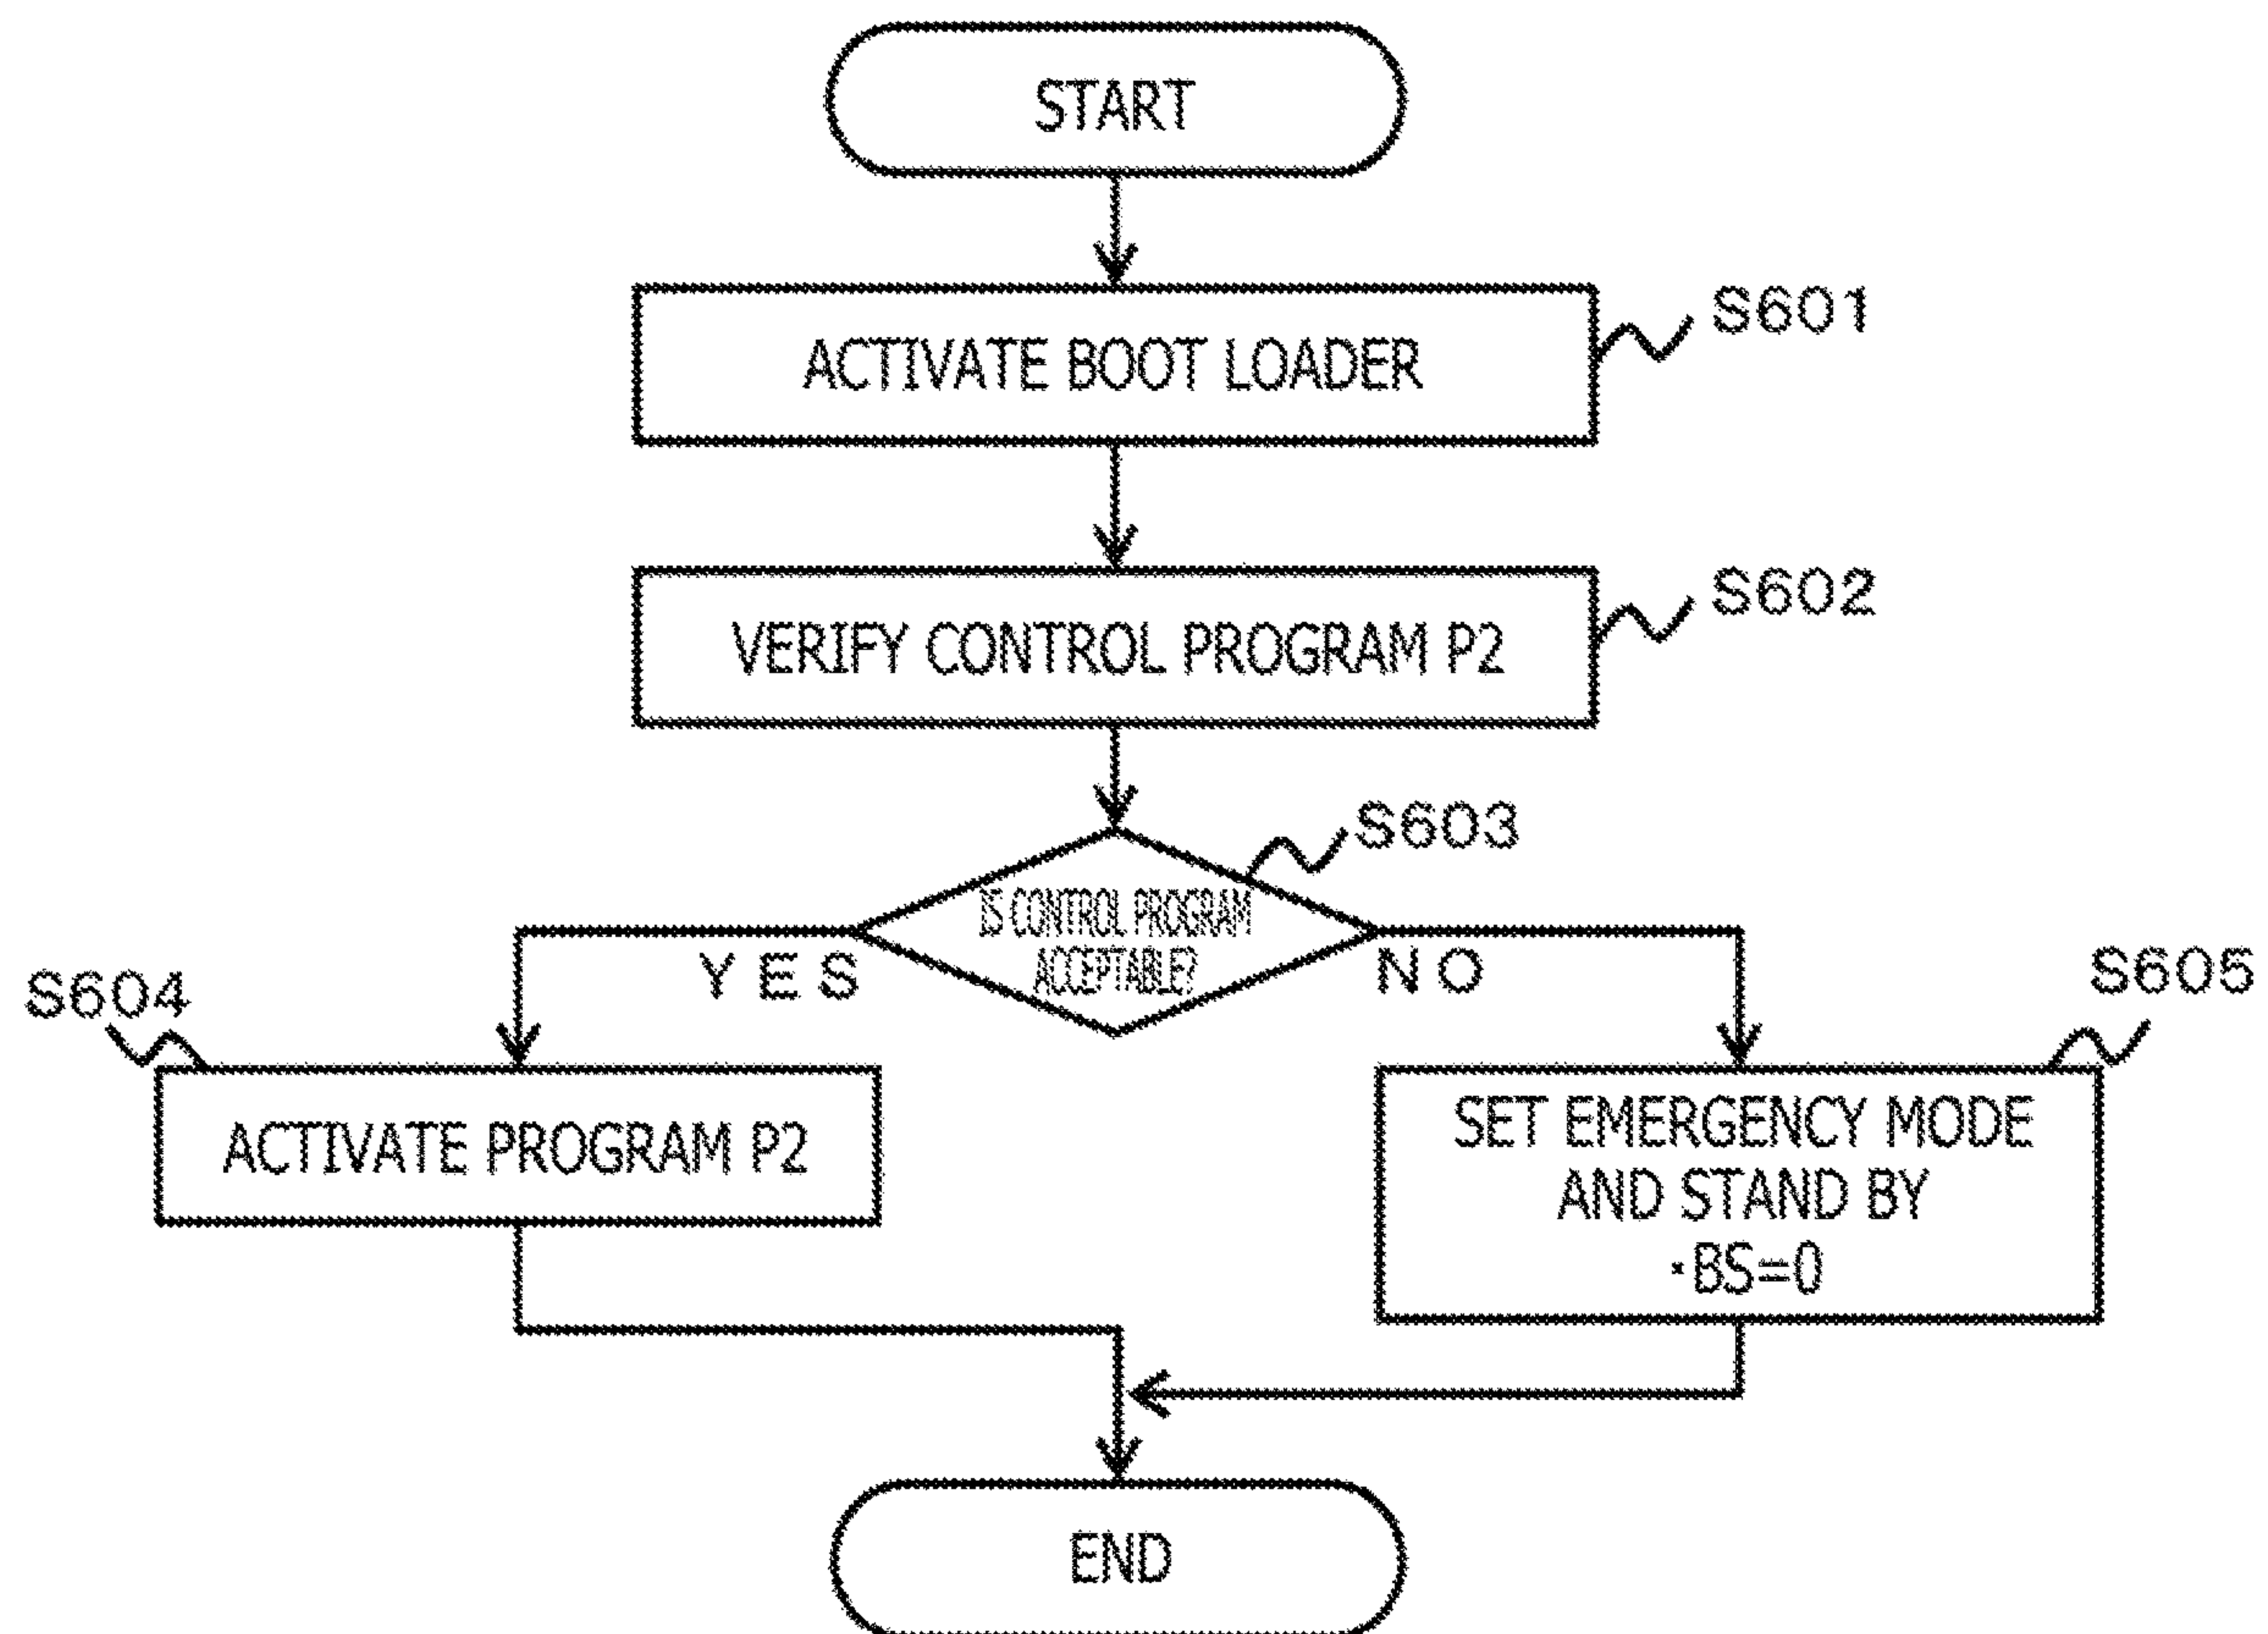 START
ACTIVATE BOOT LOADER
S601
VERIFY CONTROL PROGRAM P2
S602
IS CONTROL PROGRAM
ACCEPTABLE?
S603
YES
NO
S604
ACTIVATE PROGRAM P2
S605
SET EMERGENCY MODE
AND STAND BY
·BS=0
END